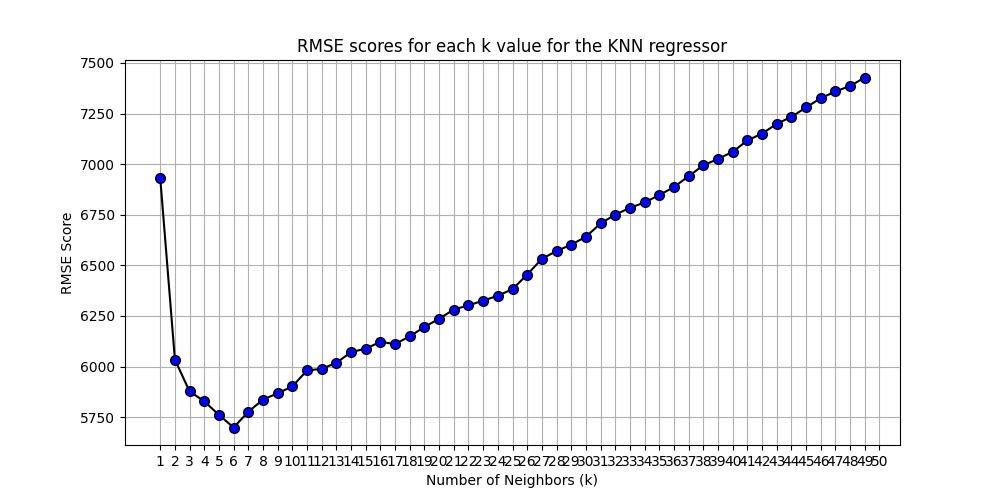 RMSE scores for each k value for the KNN regressor
7500
7250
7000
6750
6500
6250
6000
5750
RMSE Score
1 2 3 4 5 6 7 8 9 10 11 12 13 14 15 16 17 18 19 20 21 22 23 24 25 26 27 28 29 30 31 32 33 34 35 36 37 38 39 40 41 42 43 44 45 46 47 48 49 50
Number of Neighbors (k)